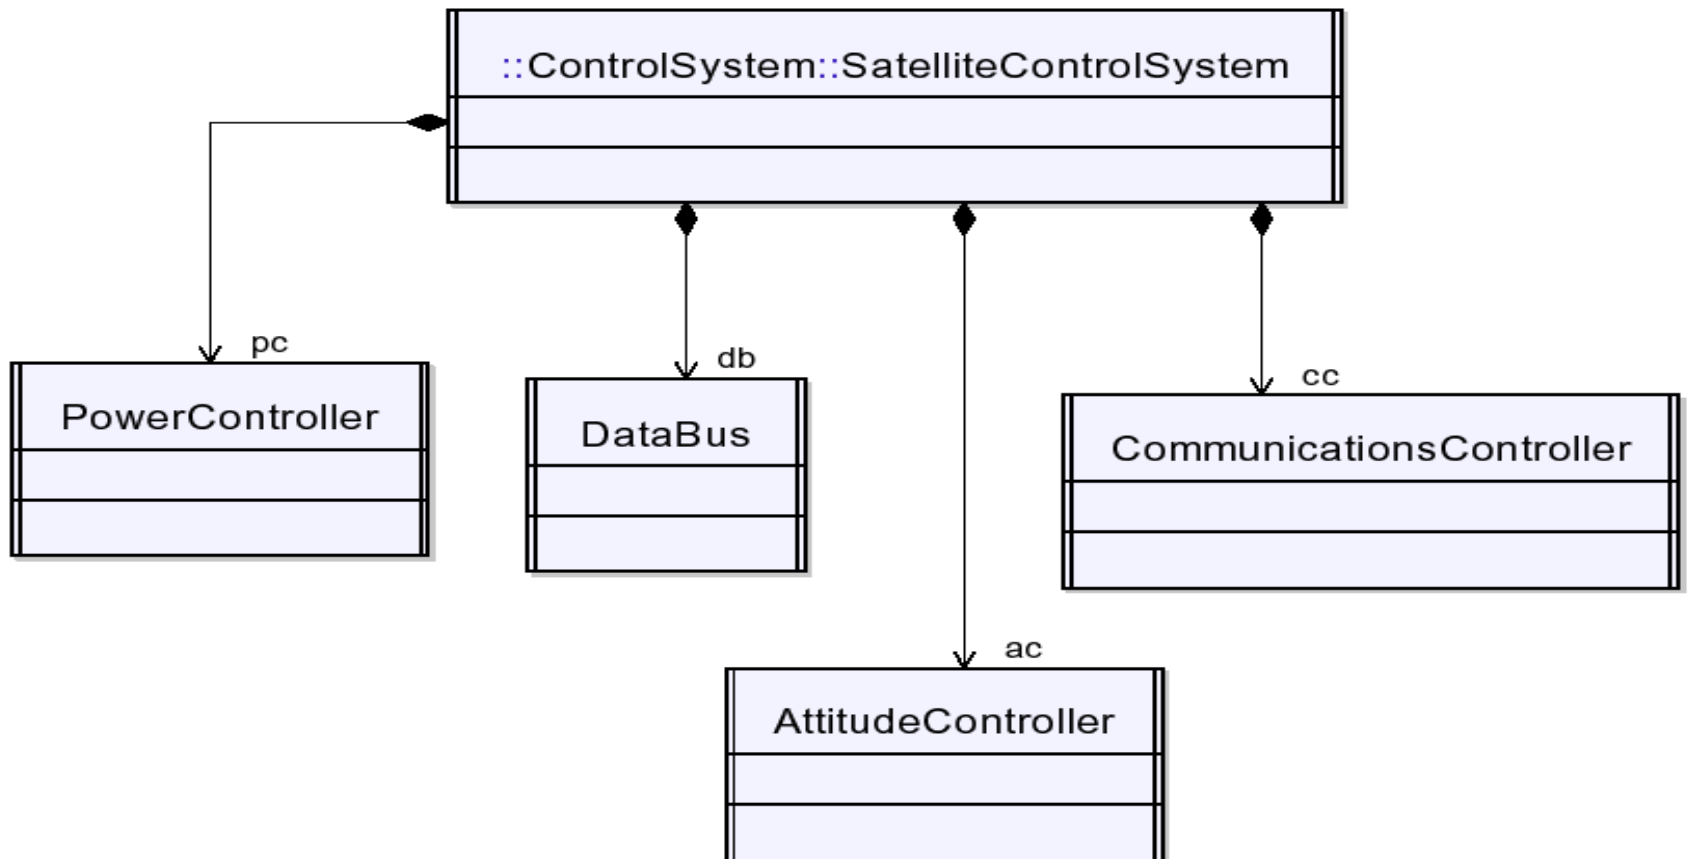 ::ControlSystem::SatelliteControlSystem
pc
PowerController
db
DataBus
cc
CommunicationsController
ac
AttitudeController